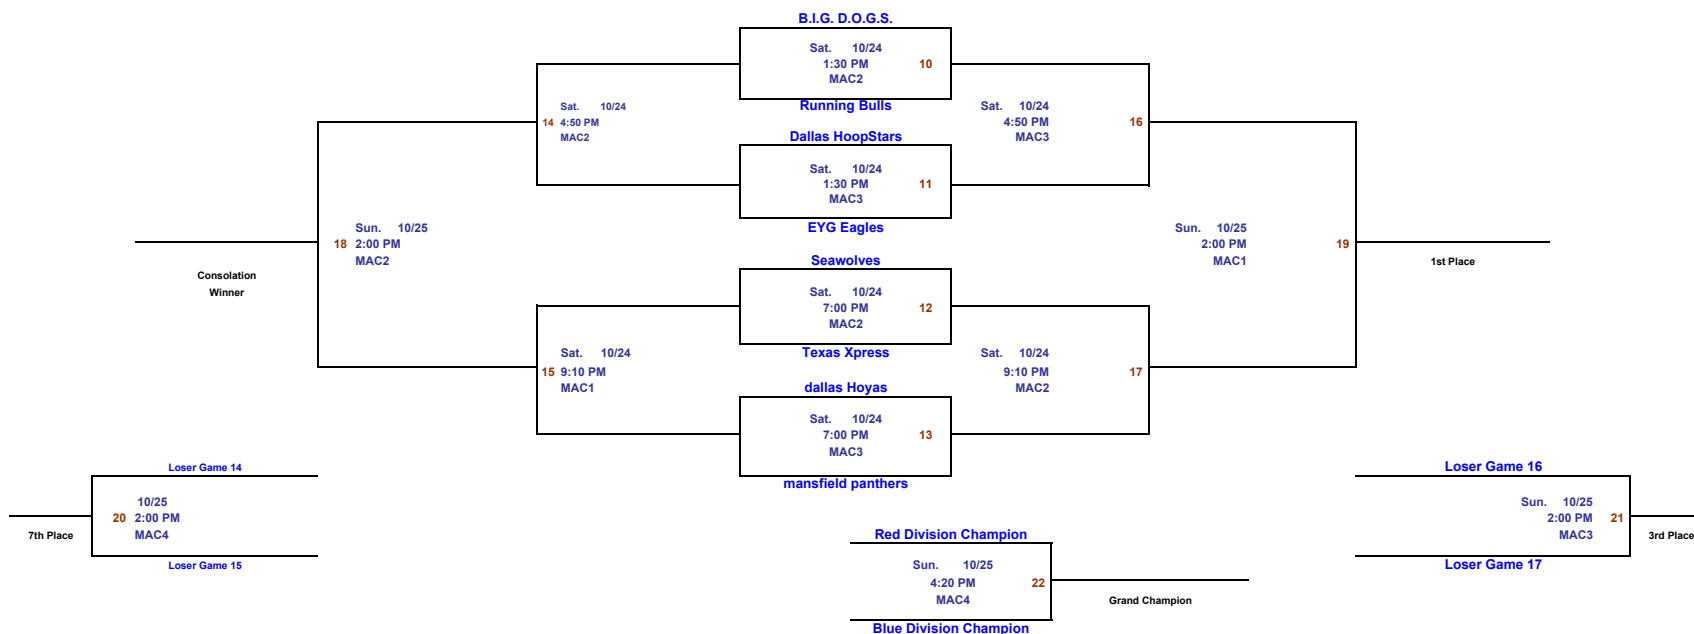 B.I.G. D.O.G.S.
Sat. 10/24
1:30 PM 10
MAC2
Running Bulls
Sat. 10/24
14 4:50 PM
MAC2
Sat. 10/24
4:50 PM 16
MAC3
Dallas HoopStars
Sat. 10/24
1:30 PM 11
MAC3
EYG Eagles
Sun. 10/25
18 2:00 PM
MAC2
Consolation
Winner
Sun. 10/25
2:00 PM 19
MAC1
1st Place
Seawolves
Sat. 10/24
7:00 PM 12
MAC2
Texas Xpress
Sat. 10/24
15 9:10 PM
MAC1
Sat. 10/24
9:10 PM 17
MAC2
dallas Hoyas
Sat. 10/24
7:00 PM 13
MAC3
mansfield panthers
Loser Game 14
10/25
20 2:00 PM
MAC4
7th Place
Loser Game 15
Loser Game 16
Sun. 10/25
2:00 PM 21
MAC3
3rd Place
Loser Game 17
Red Division Champion
Sun. 10/25
4:20 PM 22
MAC4
Grand Champion
Blue Division Champion